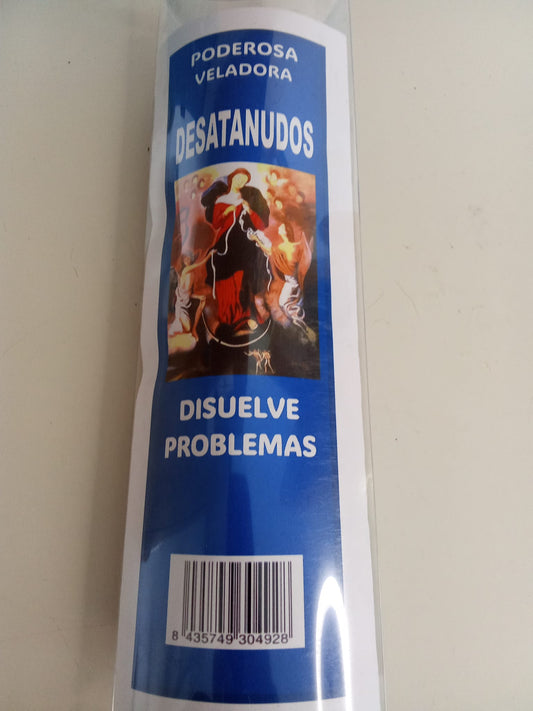 PODEROSA
VELADORA
DESATANUDOS
DISUELVE
PROBLEMAS
8 435749 304928